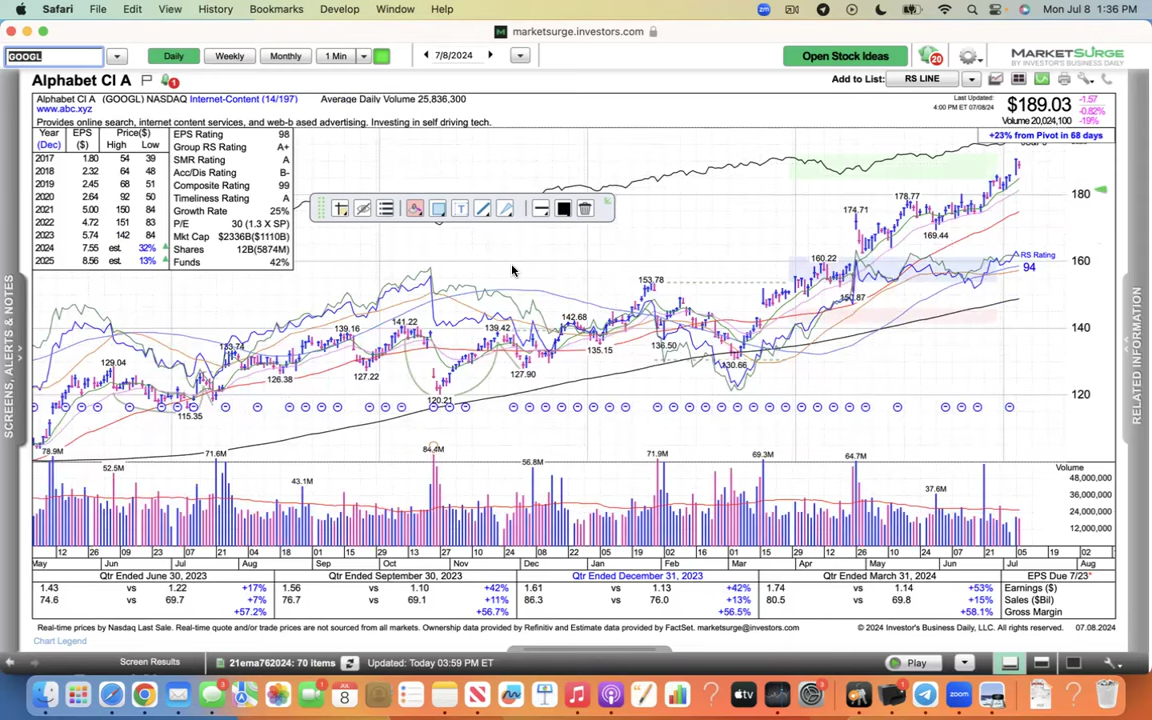 Safari File Edit View History Bookmarks Develop Window Help
zm
Mon Jul 8 1:36 PM
marketsurge.investors.com
GOOGL
Daily Weekly Monthly 1 Min
7/8/2024
Open Stock Ideas
20
MARKETSURGE
BY INVESTOR'S BUSINESS DAILY
Alphabet Cl A
1
Add to List: RS LINE
Alphabet Cl A (GOOGL) NASDAQ Internet-Content (14/197) Average Daily Volume 25,836,300
www.abc.xyz
Provides online search, internet content services, and web-b ased advertising. Investing in self driving tech.
Last Updated:
4:00 PM ET 07/08/24
$189.03
-1.57
-0.82%
Volume 20,024,100 -19%
+23% from Pivot in 68 days
Year EPS Price($)
(Dec) ($) High Low
2017 1.80 54 39
2018 2.32 64 48
2019 2.45 68 51
2020 2.64 92 50
2021 5.00 150 84
2022 4.72 151 83
2023 5.74 142 84
2024 7.55 est. 32%
2025 8.56 est. 13%
EPS Rating 98
Group RS Rating A+
SMR Rating A
Acc/Dis Rating B-
Composite Rating 99
Timeliness Rating A
Growth Rate 25%
P/E 30 (1.3 X SP)
Mkt Cap $2336B($1110B)
Shares 12B(5874M)
Funds 42%
T
180
160
140
120
178.77
174.71
169.44
160.22
RS Rating
94
153.78
150.87
142.68
141.22
139.42
139.16
136.50
135.15
133.74
130.66
129.04
127.90
127.22
126.38
120.21
115.35
78.9M 52.5M 71.6M 43.1M 84.4M 56.8M 71.9M 69.3M 64.7M 37.6M
Volume
48,000,000
36,000,000
24,000,000
12,000,000
12 26 09 23 07 21 04 18 01 15 29 13 27 10 24 08 22 05 19 02 16 01 15 29 12 26 10 24 07 21 05 19 02 16
May Jun Jul Aug Sep Oct Nov Dec Jan Feb Mar Apr May Jun Jul Aug
Qtr Ended June 30, 2023 Qtr Ended September 30, 2023 Qtr Ended December 31, 2023 Qtr Ended March 31, 2024 EPS Due 7/23*
1.43 vs 1.22 +17% 1.56 vs 1.10 +42% 1.61 vs 1.13 +42% 1.74 vs 1.14 +53% Earnings ($)
74.6 vs 69.7 +7% 76.7 vs 69.1 +11% 86.3 vs 76.0 +13% 80.5 vs 69.8 +15% Sales ($Bil)
+57.2% +56.7% +56.5% +58.1% Gross Margin
Real-time prices by Nasdaq Last Sale. Real-time quote and/or trade prices are not sourced from all markets. Ownership data provided by Refinitiv and Estimate data provided by FactSet. marketsurge@investors.com
© 2024 Investor's Business Daily, LLC. All rights reserved. 07.08.2024
Chart Legend
SCREENS, ALERTS & NOTES
RELATED INFORMATION
Screen Results 21ema762024: 70 items Updated: Today 03:59 PM ET Play
JUL
8
tv
zoom